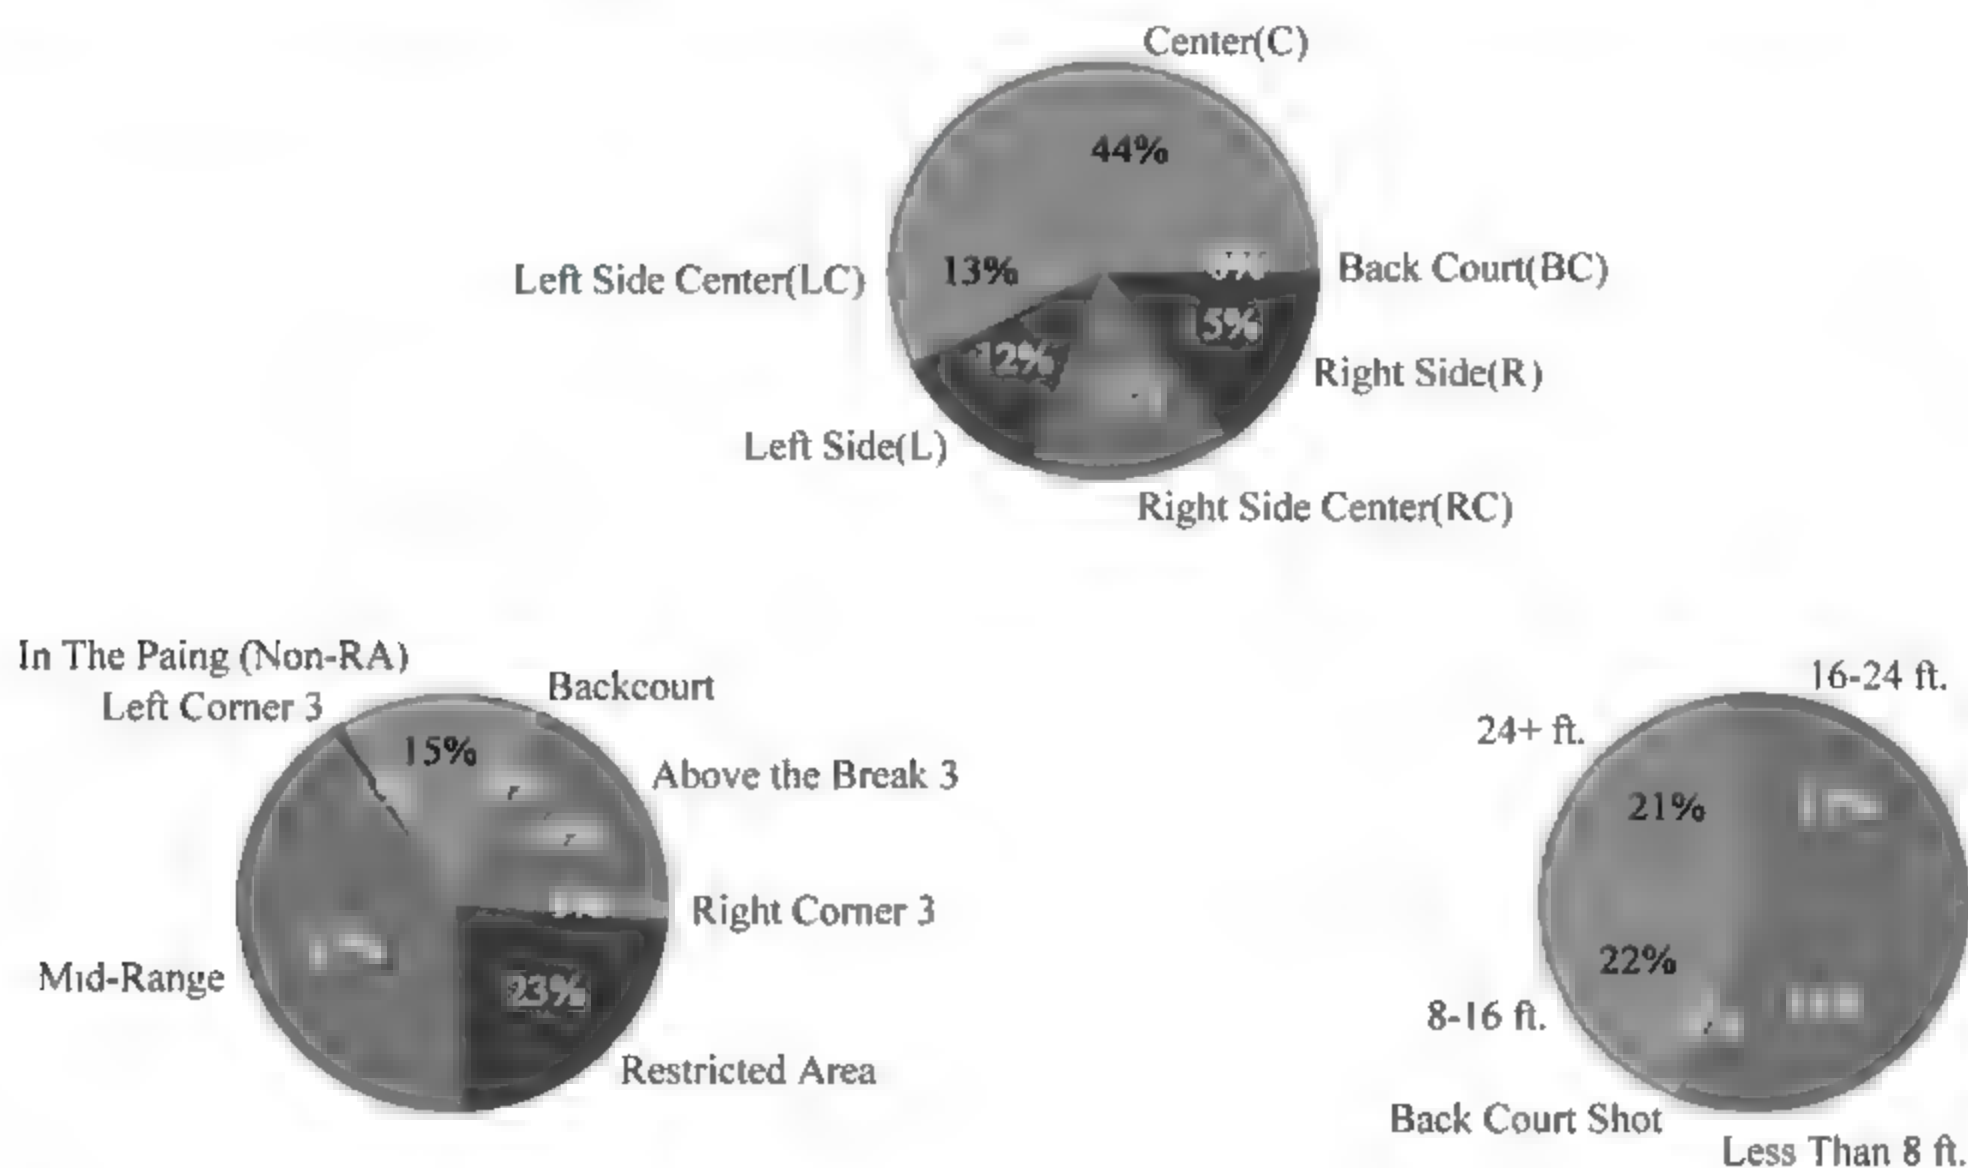 Center(C)
44%
Left Side Center(LC)
13%
Back Court(BC)
5%
12%
Right Side(R)
Left Side(L)
Right Side Center(RC)
In The Paing (Non-RA)
Left Corner 3
Backcourt
15%
Above the Break 3
Right Corner 3
Mid-Range
23%
Restricted Area
16-24 ft.
24+ ft.
21%
22%
8-16 ft.
Back Court Shot
Less Than 8 ft.